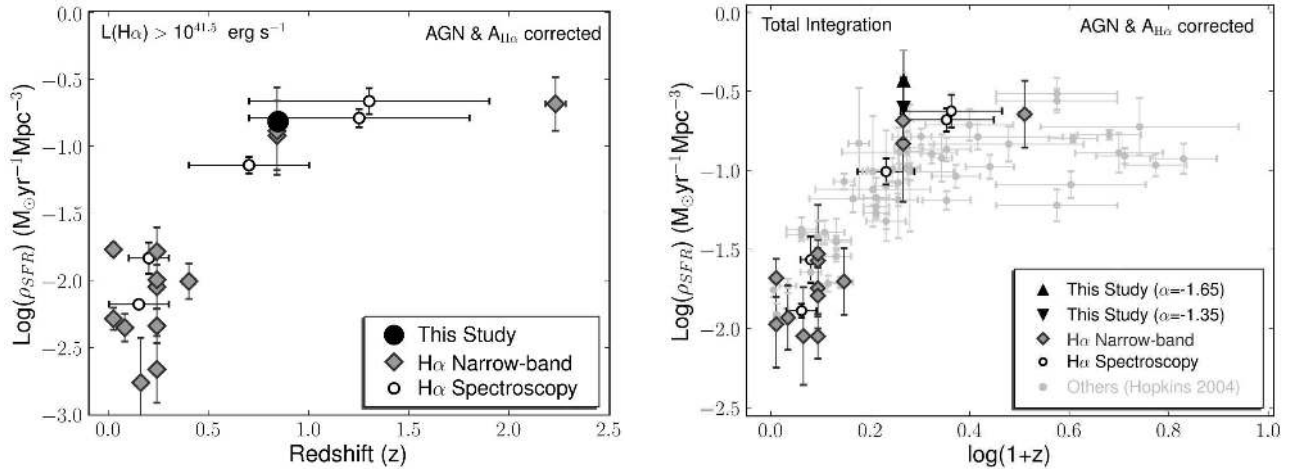 L(Hα) > 10^41.5 erg s^−1
AGN & A_Hα corrected
Log(ρ_SFR) (M_⊙yr^−1Mpc^−3)
0.0
−0.5
−1.0
−1.5
−2.0
−2.5
−3.0
This Study
Hα Narrow-band
Hα Spectroscopy
0.0 0.5 1.0 1.5 2.0 2.5
Redshift (z)
Total Integration
AGN & A_Hα corrected
Log(ρ_SFR) (M_⊙yr^−1Mpc^−3)
0.0
−0.5
−1.0
−1.5
−2.0
−2.5
This Study (α=-1.65)
This Study (α=-1.35)
Hα Narrow-band
Hα Spectroscopy
Others (Hopkins 2004)
0.0 0.2 0.4 0.6 0.8 1.0
log(1+z)